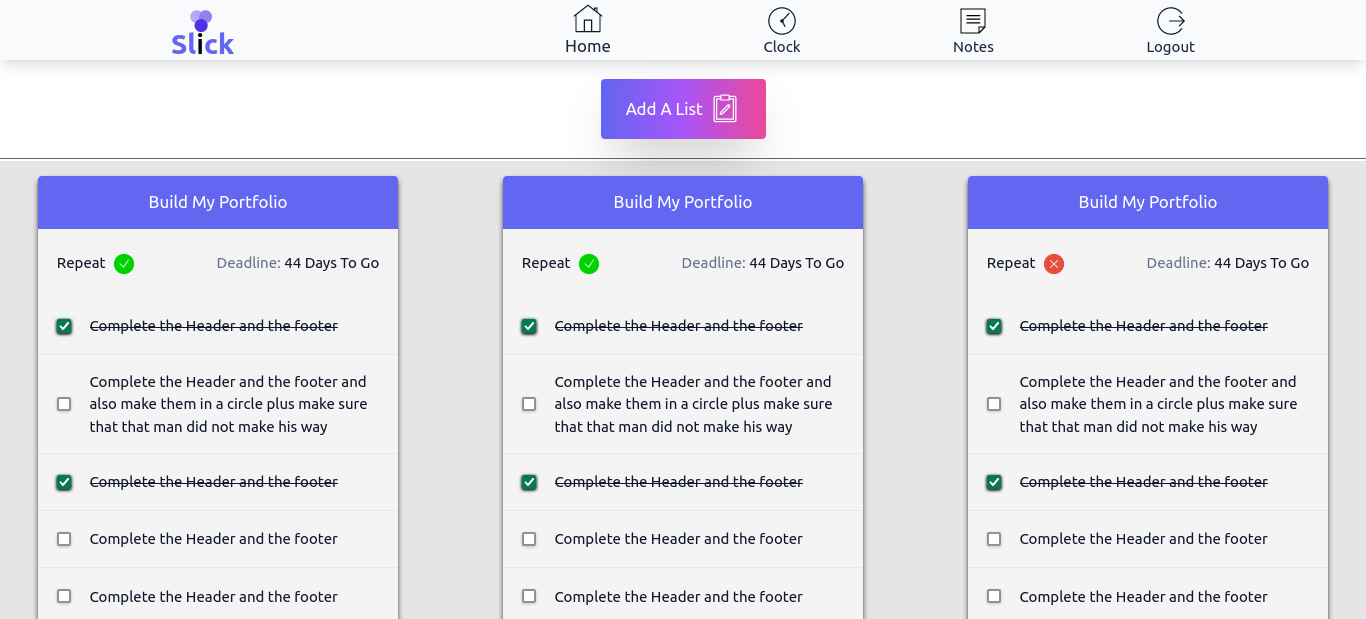 Slick
Home
Clock
Notes
Logout
Add A List
Build My Portfolio
Repeat
Deadline: 44 Days To Go
Complete the Header and the footer
Complete the Header and the footer and
also make them in a circle plus make sure
that that man did not make his way
Complete the Header and the footer
Complete the Header and the footer
Complete the Header and the footer
Build My Portfolio
Repeat
Deadline: 44 Days To Go
Complete the Header and the footer
Complete the Header and the footer and
also make them in a circle plus make sure
that that man did not make his way
Complete the Header and the footer
Complete the Header and the footer
Complete the Header and the footer
Build My Portfolio
Repeat
Deadline: 44 Days To Go
Complete the Header and the footer
Complete the Header and the footer and
also make them in a circle plus make sure
that that man did not make his way
Complete the Header and the footer
Complete the Header and the footer
Complete the Header and the footer